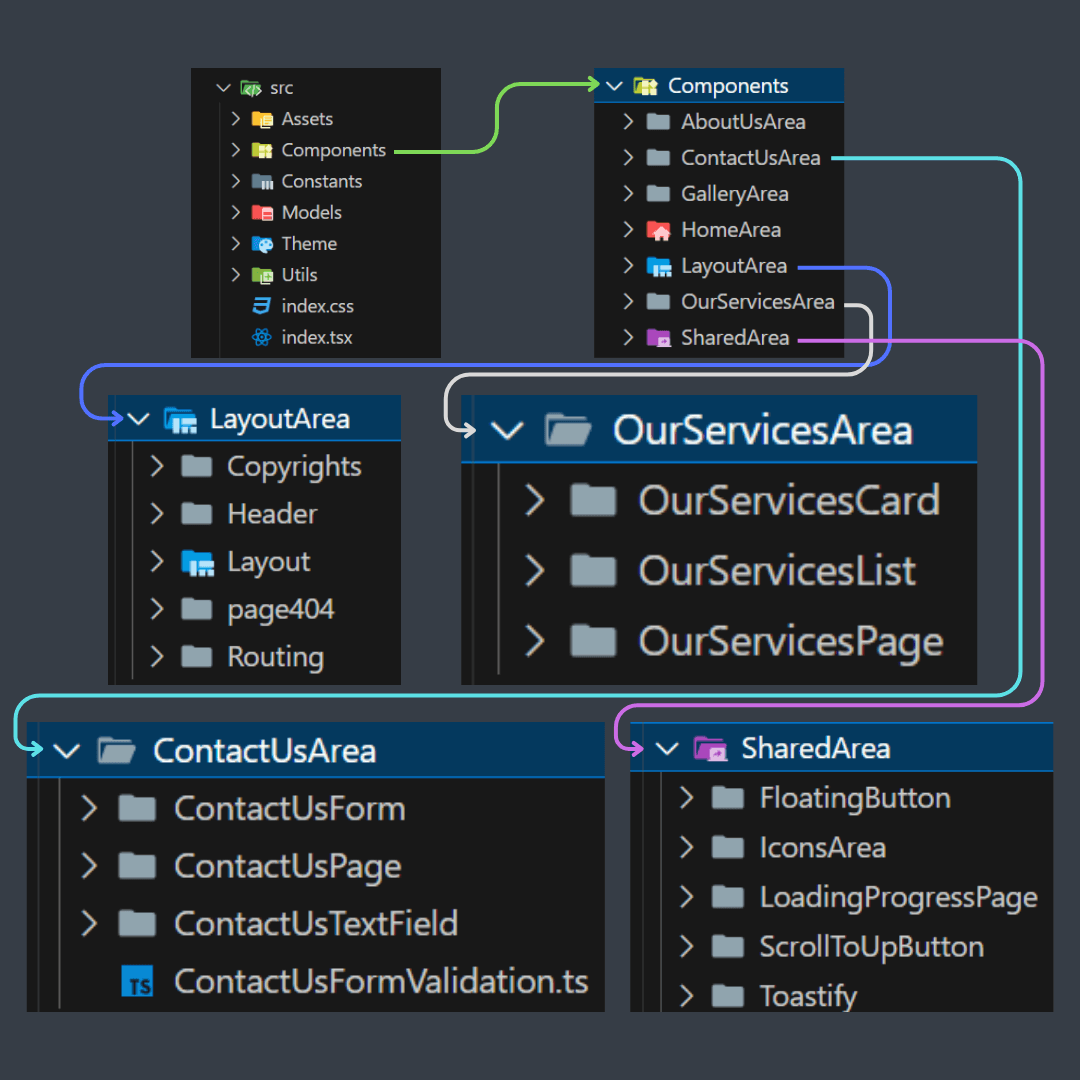 src
Assets
Components
Constants
Models
Theme
Utils
index.css
index.tsx
Components
AboutUsArea
ContactUsArea
GalleryArea
HomeArea
LayoutArea
OurServicesArea
SharedArea
LayoutArea
Copyrights
Header
Layout
page404
Routing
OurServicesArea
OurServicesCard
OurServicesList
OurServicesPage
ContactUsArea
ContactUsForm
ContactUsPage
ContactUsTextField
TS ContactUsFormValidation.ts
SharedArea
FloatingButton
IconsArea
LoadingProgressPage
ScrollToUpButton
Toastify